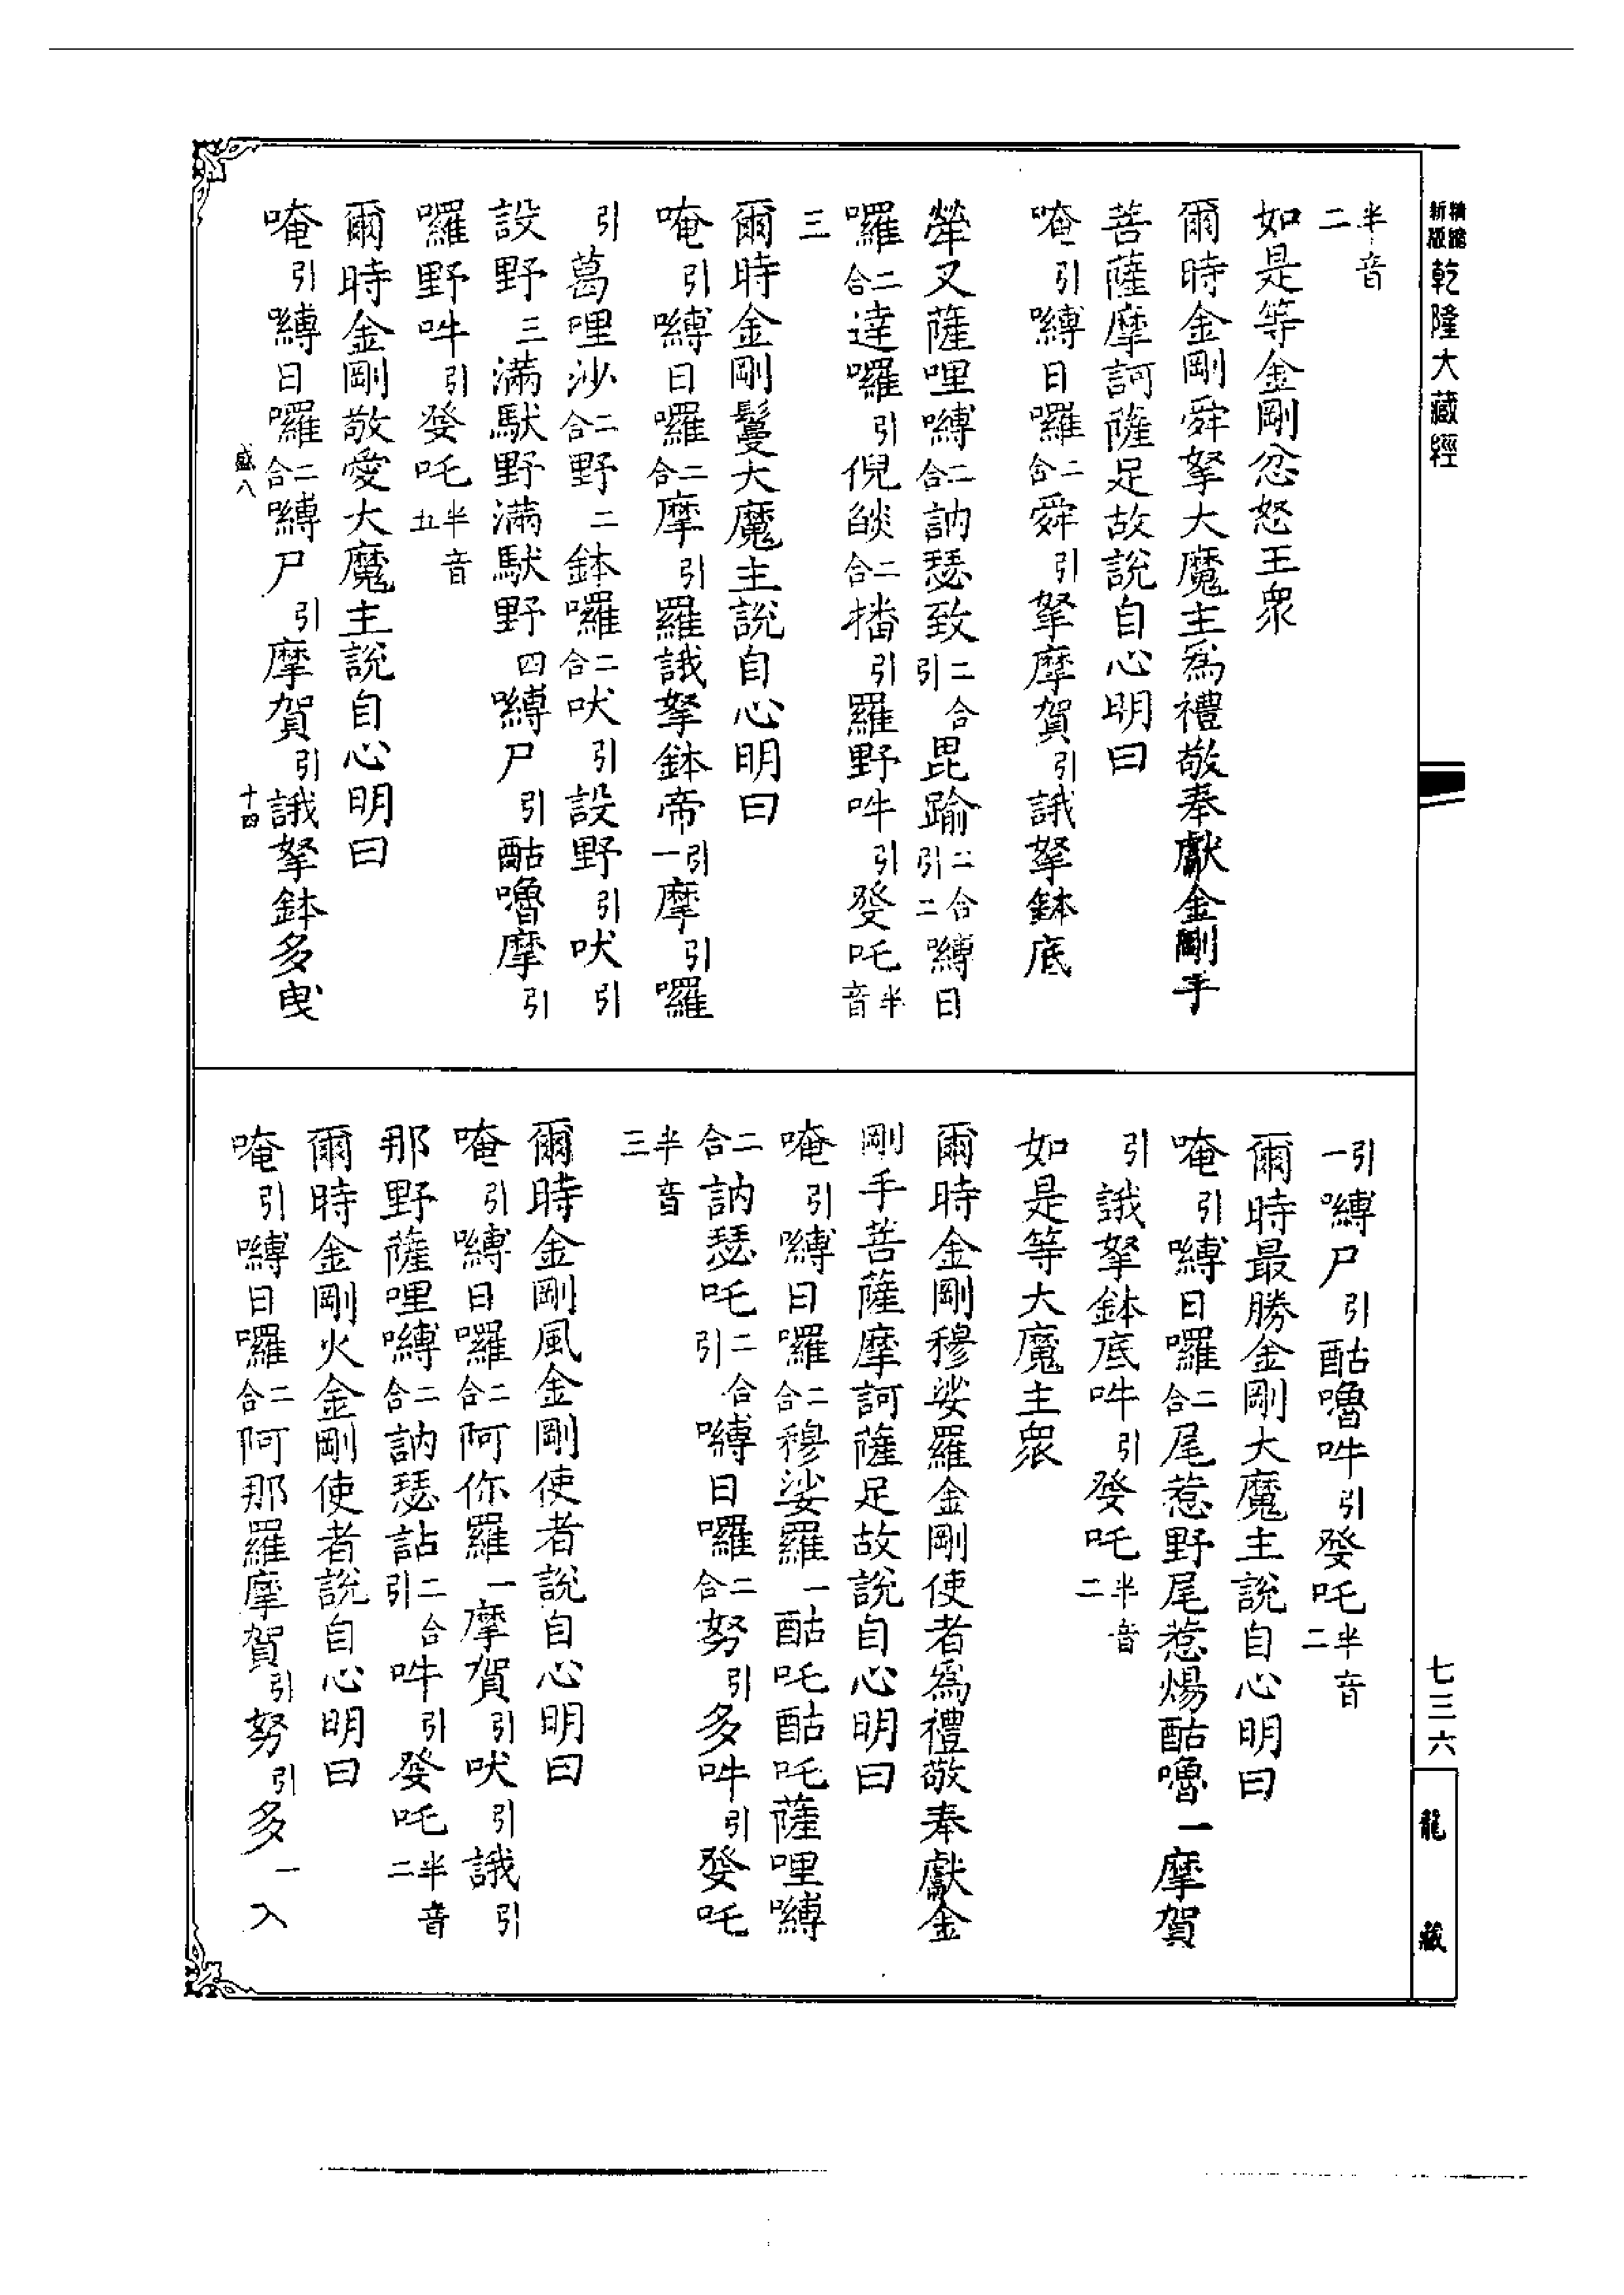 精縮新版乾隆大藏經
半音二
如是等金剛忿怒王衆
爾時金剛舜拏大魔主爲禮敬奉獻金剛手
菩薩摩訶薩足故說自心明曰
唵引嚩日囉二合舜引拏摩賀引誐拏鉢底
犖叉薩哩嚩二合訥瑟致二合引毘踰二合引二嚩日
囉二合達囉引倪燄二合播引羅野吽引癹吒半音
三
爾時金剛鬘大魔主說自心明曰
唵引嚩日囉二合摩引羅誐拏鉢帝引一摩引囉
引葛哩沙二合野二鉢囉二合吠引設野引吠引
設野三滿馱野滿馱野四嚩尸引酤嚕摩引
囉野吽引癹吒半音五
爾時金剛敬愛大魔主說自心明曰
唵引嚩日囉二合嚩尸引摩賀引誐拏鉢多曳
盛八 十四
引一嚩尸引酤嚕吽引癹吒半音二
爾時最勝金剛大魔主說自心明曰
唵引嚩日囉二合尾惹野尾惹煬酤嚕一摩賀
引誐拏鉢底吽引癹吒半音二
如是等大魔主衆
爾時金剛穆娑羅金剛使者爲禮敬奉獻金
剛手菩薩摩訶薩足故說自心明曰
唵引嚩日囉二合穆娑羅一酤吒酤吒薩哩嚩
二合訥瑟吒二合引嚩日囉二合努引多吽引癹吒
半音三
爾時金剛風金剛使者說自心明曰
唵引嚩日囉二合阿你羅一摩賀引吠引誐引
那野薩哩嚩二合訥瑟詀二合引吽引癹吒半音二
爾時金剛火金剛使者說自心明曰
唵引嚩日囉二合阿那羅摩賀引努引多一入
七三六
龍藏